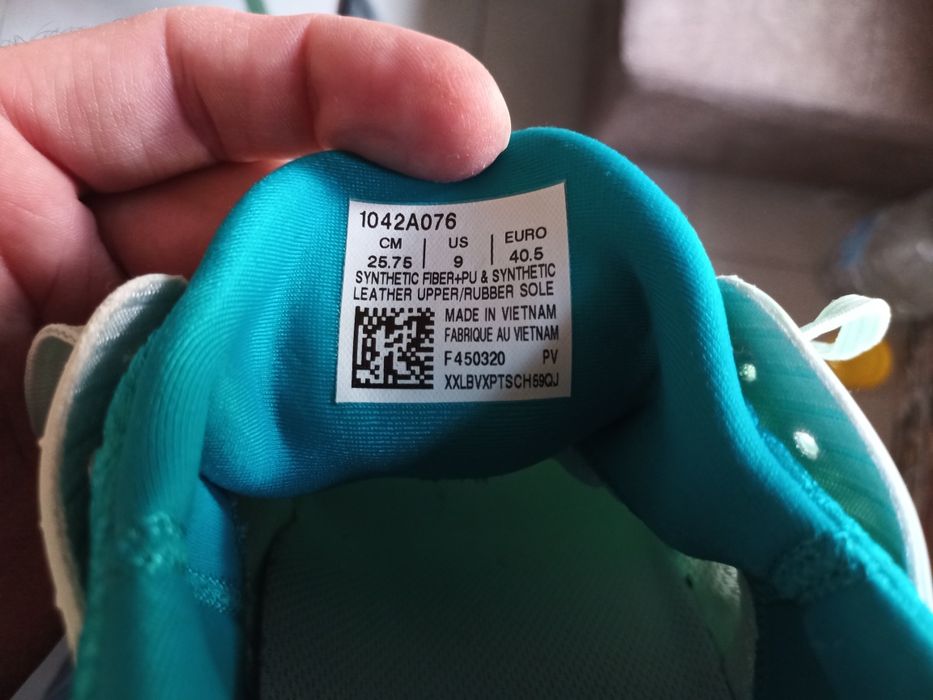 1042A076
CM | US | EURO
25.75 | 9 | 40.5
SYNTHETIC FIBER+PU & SYNTHETIC
LEATHER UPPER/RUBBER SOLE
MADE IN VIETNAM
FABRIQUE AU VIETNAM
F450320 PV
XXLBVXPTSCH59QJ